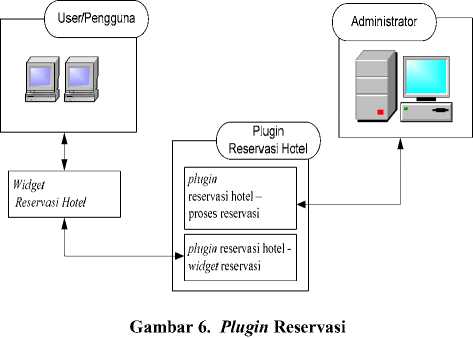 User/Pengguna
Administrator
Plugin
Reservasi Hotel
Widget
Reservasi Hotel
plugin
reservasi hotel –
proses reservasi
plugin reservasi hotel -
widget reservasi
Gambar 6. Plugin Reservasi